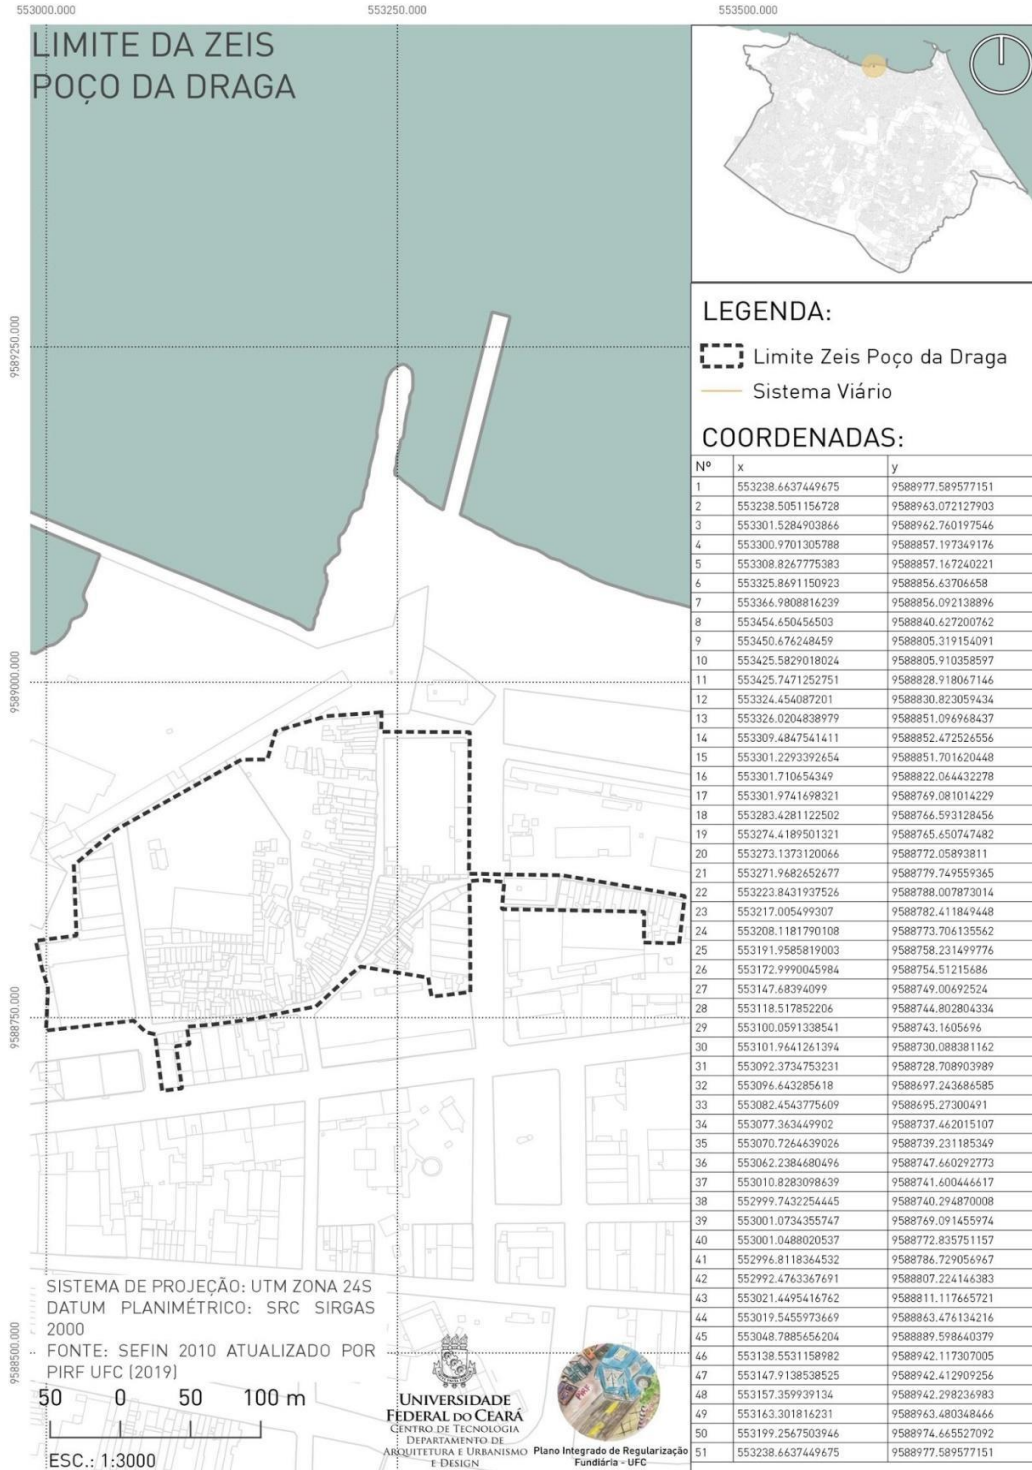 553000.000 553250.000 553500.000
LIMITE DA ZEIS
POÇO DA DRAGA
9589250.000
9589000.000
9588750.000
9588500.000
LEGENDA:
Limite Zeis Poço da Draga
Sistema Viário
COORDENADAS:
Nº x y
1 553238.6637449675 9588977.589577151
2 553238.5051156728 9588963.072127903
3 553301.5284903866 9588962.760197546
4 553300.9701305788 9588857.197349176
5 553308.8267775383 9588857.167240221
6 553325.8691150923 9588856.63706658
7 553366.9808816239 9588856.092138896
8 553454.650456503 9588840.627200762
9 553450.676248459 9588805.319154091
10 553425.5829018024 9588805.910358597
11 553425.7471252731 9588828.918067146
12 553324.454087201 9588830.823059434
13 553326.0204838979 9588851.096968437
14 553309.4847541411 9588852.472526556
15 553301.2293392654 9588851.701620448
16 553301.710654349 9588822.064432278
17 553301.9741698321 9588769.081014229
18 553283.4281122502 9588766.593128456
19 553274.4189501321 9588765.650747482
20 553273.1373120066 9588772.05893811
21 553271.9682652677 9588779.749559365
22 553223.8431937526 9588788.007873014
23 553217.005499307 9588782.411849448
24 553208.1181790108 9588773.706135562
25 553191.9585819003 9588758.231499776
26 553172.9990045984 9588754.51215686
27 553147.68394099 9588749.00692524
28 553118.517852206 9588744.802804334
29 553100.0591338541 9588743.1605696
30 553101.9641261394 9588730.088381162
31 553092.3734753231 9588728.708903989
32 553096.643285618 9588697.243686585
33 553082.4543775609 9588695.27300491
34 553077.363449902 9588737.462015107
35 553070.7264639026 9588739.231185349
36 553062.2384680496 9588747.660292773
37 553010.8283098639 9588741.600446617
38 552999.7432254445 9588740.294870008
39 553001.0734355747 9588769.091455974
40 553001.0488020537 9588772.835751157
41 552996.8118364532 9588786.729056967
42 552992.4763367691 9588807.224146383
43 553021.4495416762 9588811.117665721
44 553019.5455973669 9588863.476134216
45 553048.7885656204 9588889.598640379
46 553138.5531158982 9588942.117307005
47 553147.9138538525 9588942.412909256
48 553157.359939134 9588942.298236983
49 553163.301816231 9588963.480348466
50 553199.2567503946 9588974.665527092
51 553238.6637449675 9588977.589577151
SISTEMA DE PROJEÇÃO: UTM ZONA 24S
DATUM PLANIMÉTRICO: SRC SIRGAS
2000
FONTE: SEFIN 2010 ATUALIZADO POR
PIRF UFC (2019)
50 0 50 100 m
ESC.: 1:3000
UNIVERSIDADE
FEDERAL DO CEARÁ
CENTRO DE TECNOLOGIA
DEPARTAMENTO DE
ARQUITETURA E URBANISMO
E DESIGN
Plano Integrado de Regularização
Fundiária - UFC